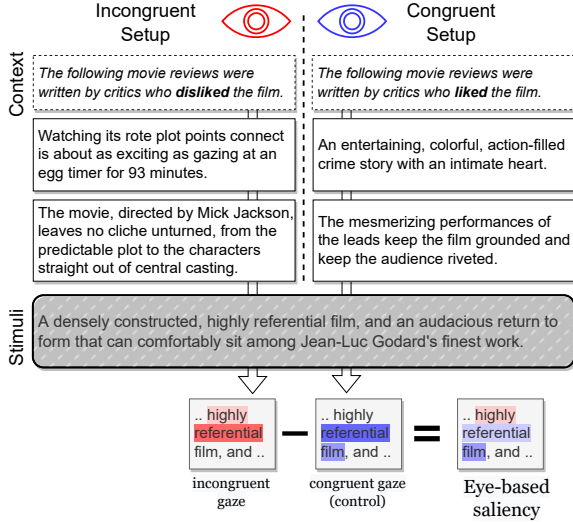 Incongruent
Setup
Congruent
Setup
Context
The following movie reviews were
written by critics who disliked the film.
The following movie reviews were
written by critics who liked the film.
Watching its rote plot points connect
is about as exciting as gazing at an
egg timer for 93 minutes.
An entertaining, colorful, action-filled
crime story with an intimate heart.
The movie, directed by Mick Jackson,
leaves no cliche unturned, from the
predictable plot to the characters
straight out of central casting.
The mesmerizing performances of
the leads keep the film grounded and
keep the audience riveted.
Stimuli
A densely constructed, highly referential film, and an audacious return to
form that can comfortably sit among Jean-Luc Godard's finest work.
.. highly
referential
film, and ..
−
.. highly
referential
film, and ..
=
.. highly
referential
film, and ..
incongruent
gaze
congruent gaze
(control)
Eye-based
saliency